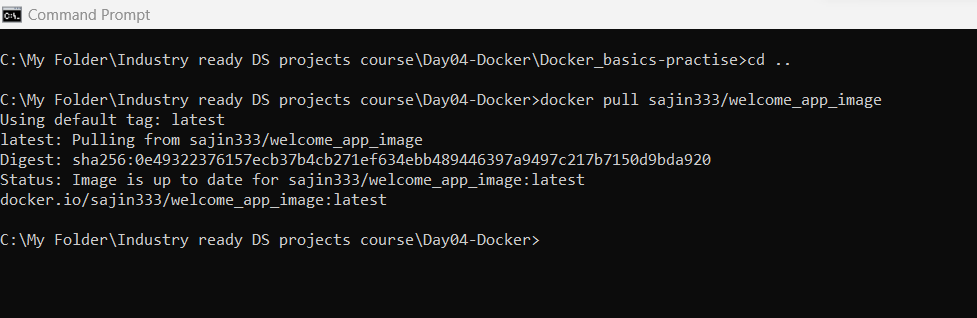 Command Prompt
C:\My Folder\Industry ready DS projects course\Day04-Docker\Docker_basics-practise>cd ..
C:\My Folder\Industry ready DS projects course\Day04-Docker>docker pull sajin333/welcome_app_image
Using default tag: latest
latest: Pulling from sajin333/welcome_app_image
Digest: sha256:0e49322376157ecb37b4cb271ef634ebb489446397a9497c217b7150d9bda920
Status: Image is up to date for sajin333/welcome_app_image:latest
docker.io/sajin333/welcome_app_image:latest
C:\My Folder\Industry ready DS projects course\Day04-Docker>